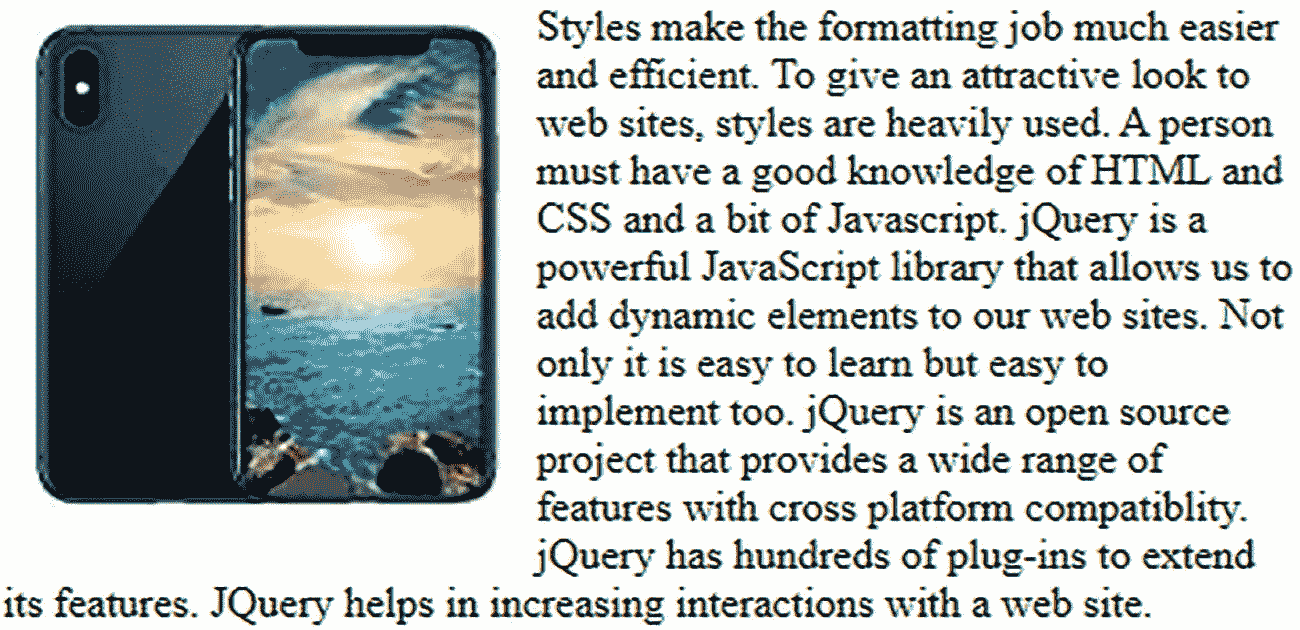 Styles make the formatting job much easier
and efficient. To give an attractive look to
web sites, styles are heavily used. A person
must have a good knowledge of HTML and
CSS and a bit of Javascript. jQuery is a
powerful JavaScript library that allows us to
add dynamic elements to our web sites. Not
only it is easy to learn but easy to
implement too. jQuery is an open source
project that provides a wide range of
features with cross platform compatiblity.
jQuery has hundreds of plug-ins to extend
its features. JQuery helps in increasing interactions with a web site.